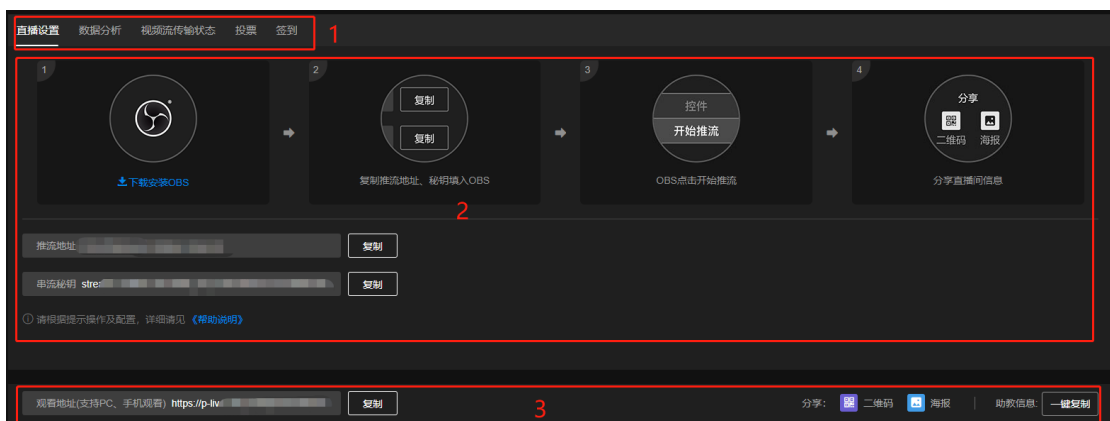 直播设置 数据分析 视频流传输状态 投票 签到 1
1 2 3 4
复制 控件 分享
复制 开始推流 二维码 海报
下载安装OBS 复制推流地址、秘钥填入OBS OBS点击开始推流 分享直播间信息
2
推流地址 复制
串流秘钥 stre 复制
请根据提示操作及配置,详细请见《帮助说明》
观看地址(支持PC、手机观看) https://p-liv 复制 3 分享: 二维码 海报 助教信息: 一键复制